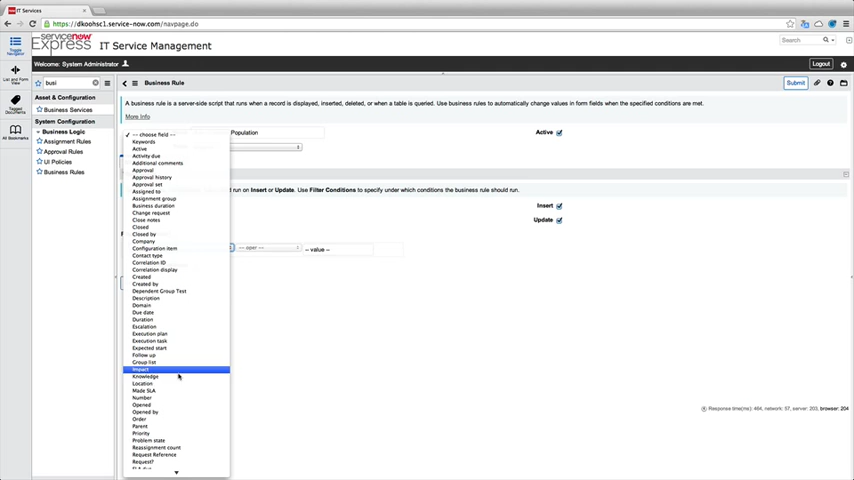 IT Services
https://dkoohsc1.service-now.com/navpage.do
servicenow
Express
IT Service Management
Search
Welcome: System Administrator
Logout
Toggle Navigator
List and Form View
Tagged Documents
All Bookmarks
busi
Asset & Configuration
Business Services
System Configuration
Business Logic
Assignment Rules
Approval Rules
UI Policies
Business Rules
Business Rule
Submit
A business rule is a server-side script that runs when a record is displayed, inserted, deleted, or when a table is queried. Use business rules to automatically change values in form fields when the specified conditions are met.
More Info
Population
Active
run on Insert or Update. Use Filter Conditions to specify under which conditions the business rule should run.
Insert
Update
-- oper --
-- value --
-- choose field --
Keywords
Active
Activity due
Additional comments
Approval
Approval history
Approval set
Assigned to
Assignment group
Business duration
Change request
Close notes
Closed
Closed by
Company
Configuration item
Contact type
Correlation ID
Correlation display
Created
Created by
Dependent Group Test
Description
Domain
Due date
Duration
Escalation
Execution plan
Execution task
Expected start
Follow up
Group list
Impact
Knowledge
Location
Made SLA
Number
Opened
Opened by
Order
Parent
Priority
Problem state
Reassignment count
Request Reference
Request?
Response time(ms): 464, network: 57, server: 203, browser: 204